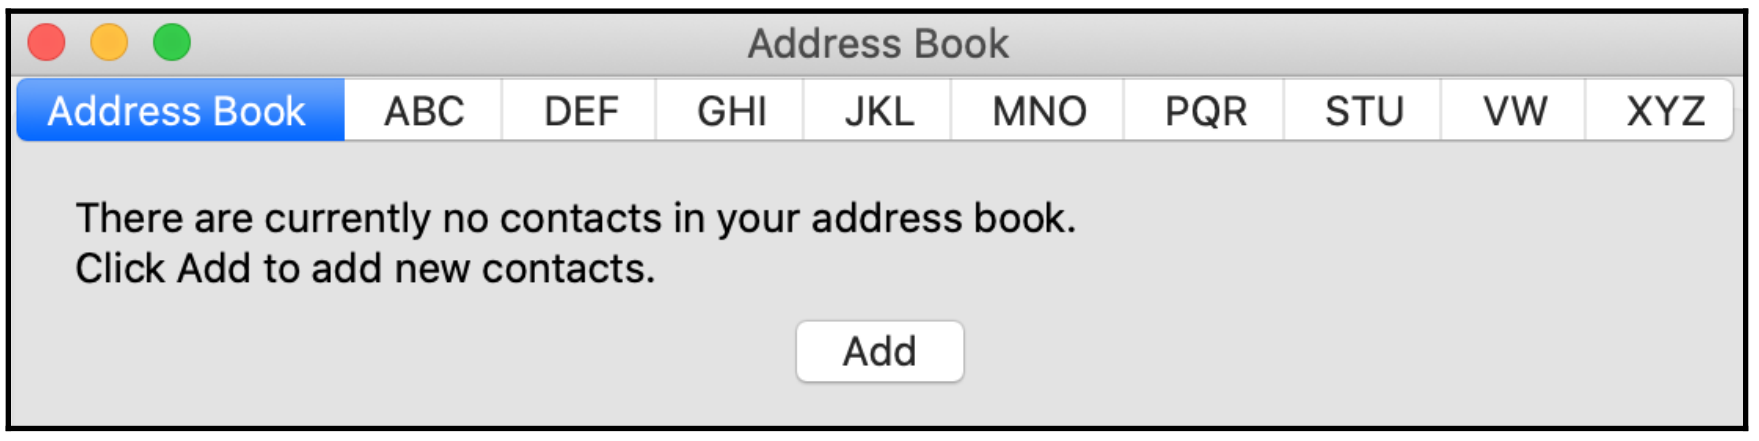 Address Book
Address Book ABC DEF GHI JKL MNO PQR STU VW XYZ
There are currently no contacts in your address book.
Click Add to add new contacts.
Add